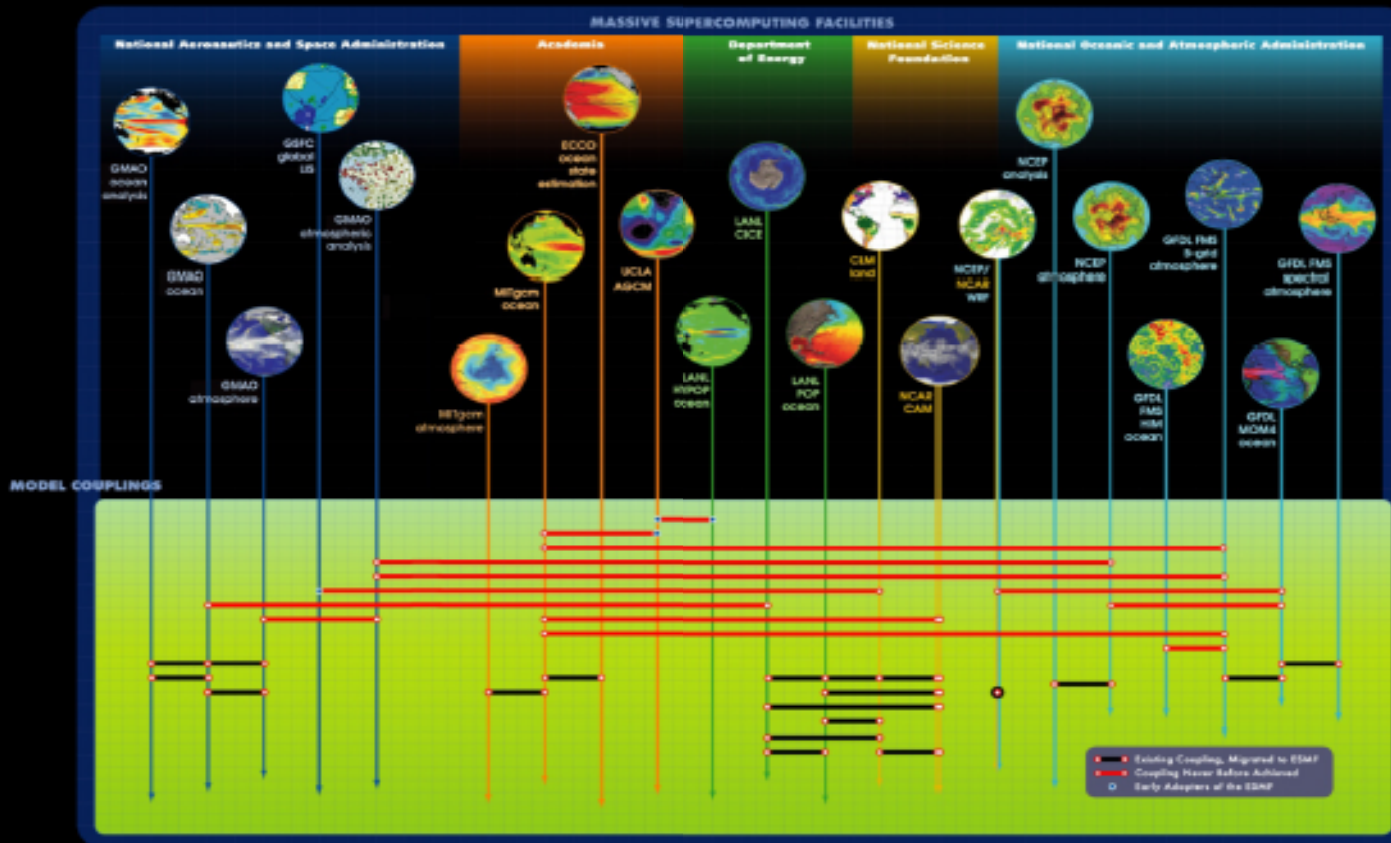 MASSIVE SUPERCOMPUTING FACILITIES
National Aeronautics and Space Administration
Academia
Department
of Energy
National Science
Foundation
National Oceanic and Atmospheric Administration
GMAO
ocean
analysis
GMAO
ocean
GMAO
atmosphere
GSFC
global
LIS
GMAO
atmospheric
analysis
MITgcm
atmosphere
MITgcm
ocean
ECCO
ocean
state
estimation
UCLA
AGCM
LANL
HYPOP
ocean
LANL
CICE
LANL
POP
ocean
CLM
land
NCAR
CAM
NCEP/
NCAR
WRF
NCEP
analysis
NCEP
atmosphere
GFDL
FMS
HIM
ocean
GFDL FMS
B-grid
atmosphere
GFDL
MOM4
ocean
GFDL FMS
spectral
atmosphere
MODEL COUPLINGS
Existing Coupling, Migrated to ESMF
Coupling Never Before Achieved
Early Adopters of the ESMF